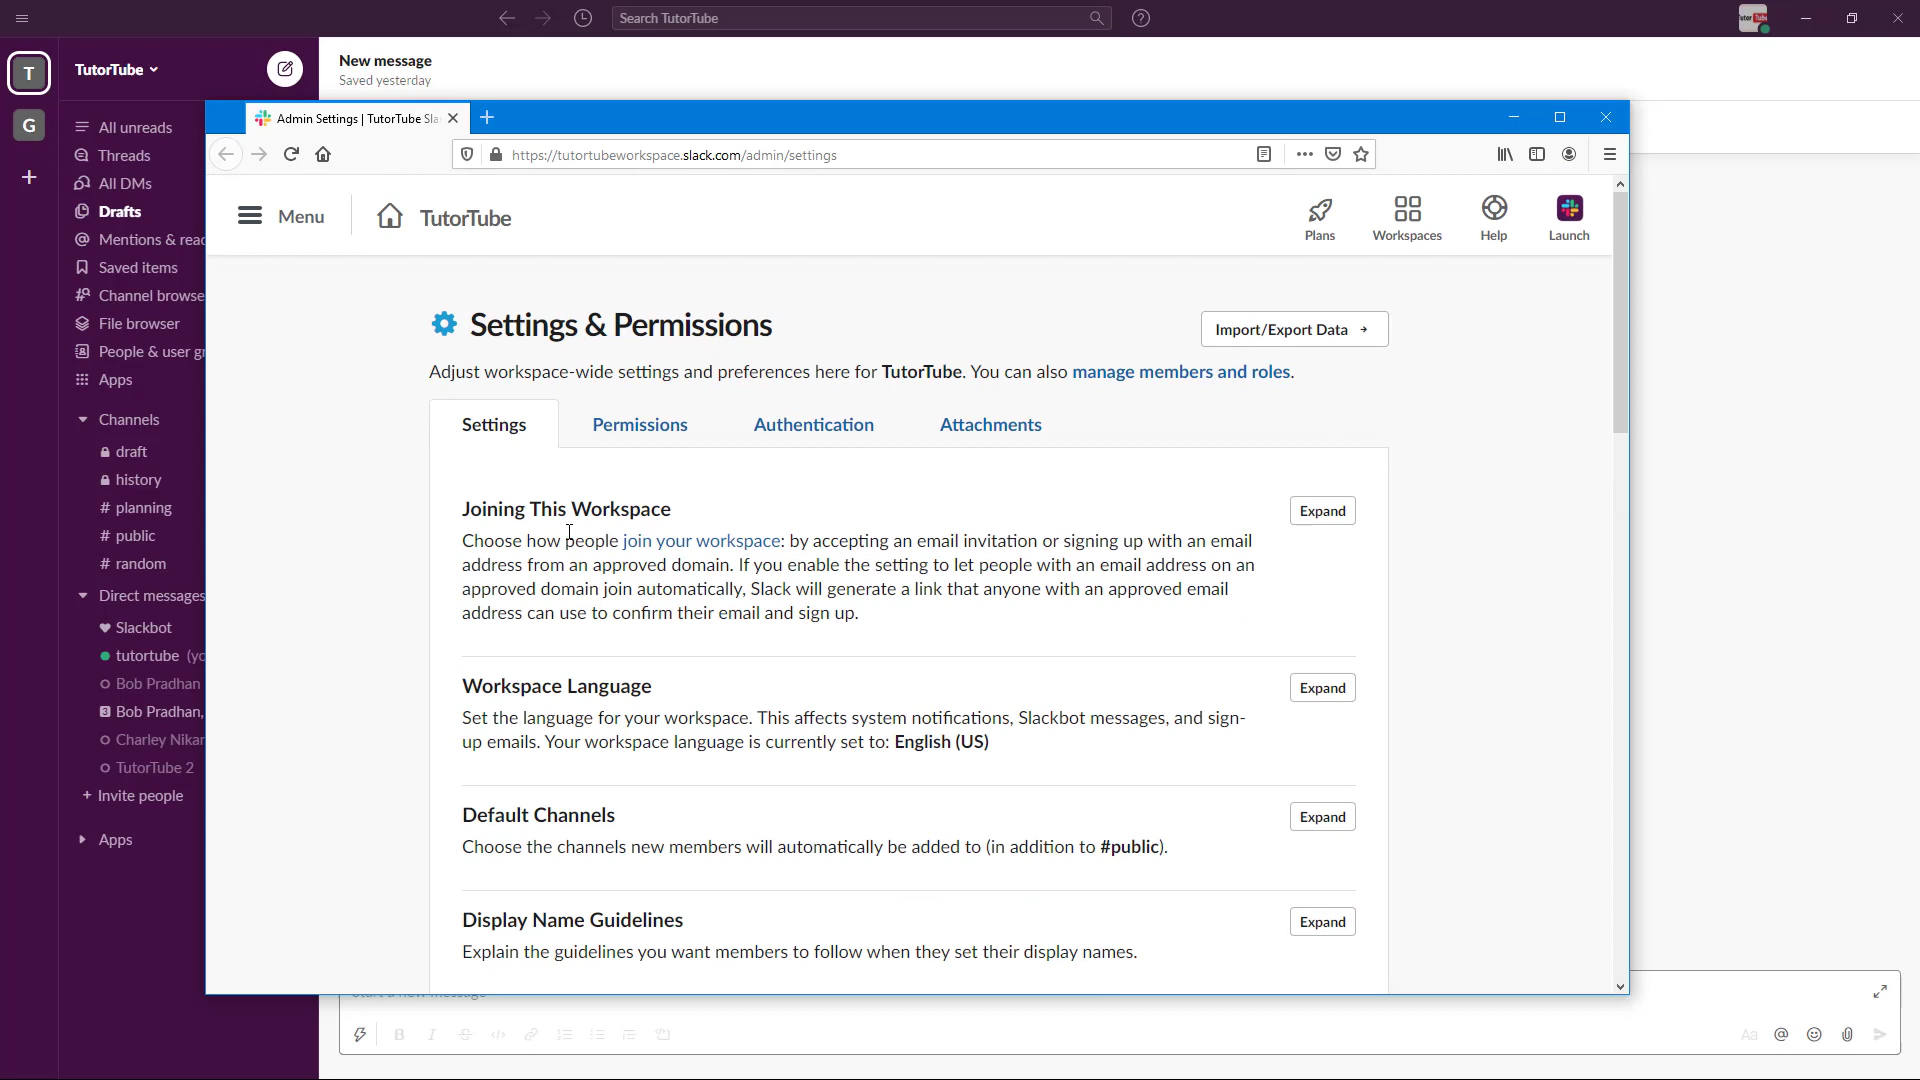 Search TutorTube
T
TutorTube
G
New message
Saved yesterday
All unreads
Threads
All DMs
Drafts
Mentions & reac
Saved items
Channel browse
File browser
People & user gr
Apps
Channels
draft
history
# planning
# public
# random
Direct messages
Slackbot
tutortube (yo
Bob Pradhan
3 Bob Pradhan,
Charley Nikar
TutorTube 2
+ Invite people
Apps
Admin Settings | TutorTube Sla
https://tutortubeworkspace.slack.com/admin/settings
Menu
TutorTube
Plans
Workspaces
Help
Launch
Settings & Permissions
Import/Export Data
Adjust workspace-wide settings and preferences here for TutorTube. You can also manage members and roles.
Settings
Permissions
Authentication
Attachments
Joining This Workspace
Expand
Choose how people join your workspace: by accepting an email invitation or signing up with an email
address from an approved domain. If you enable the setting to let people with an email address on an
approved domain join automatically, Slack will generate a link that anyone with an approved email
address can use to confirm their email and sign up.
Workspace Language
Expand
Set the language for your workspace. This affects system notifications, Slackbot messages, and sign-
up emails. Your workspace language is currently set to: English (US)
Default Channels
Expand
Choose the channels new members will automatically be added to (in addition to #public).
Display Name Guidelines
Expand
Explain the guidelines you want members to follow when they set their display names.
Start a new message
B
I
Aa
@